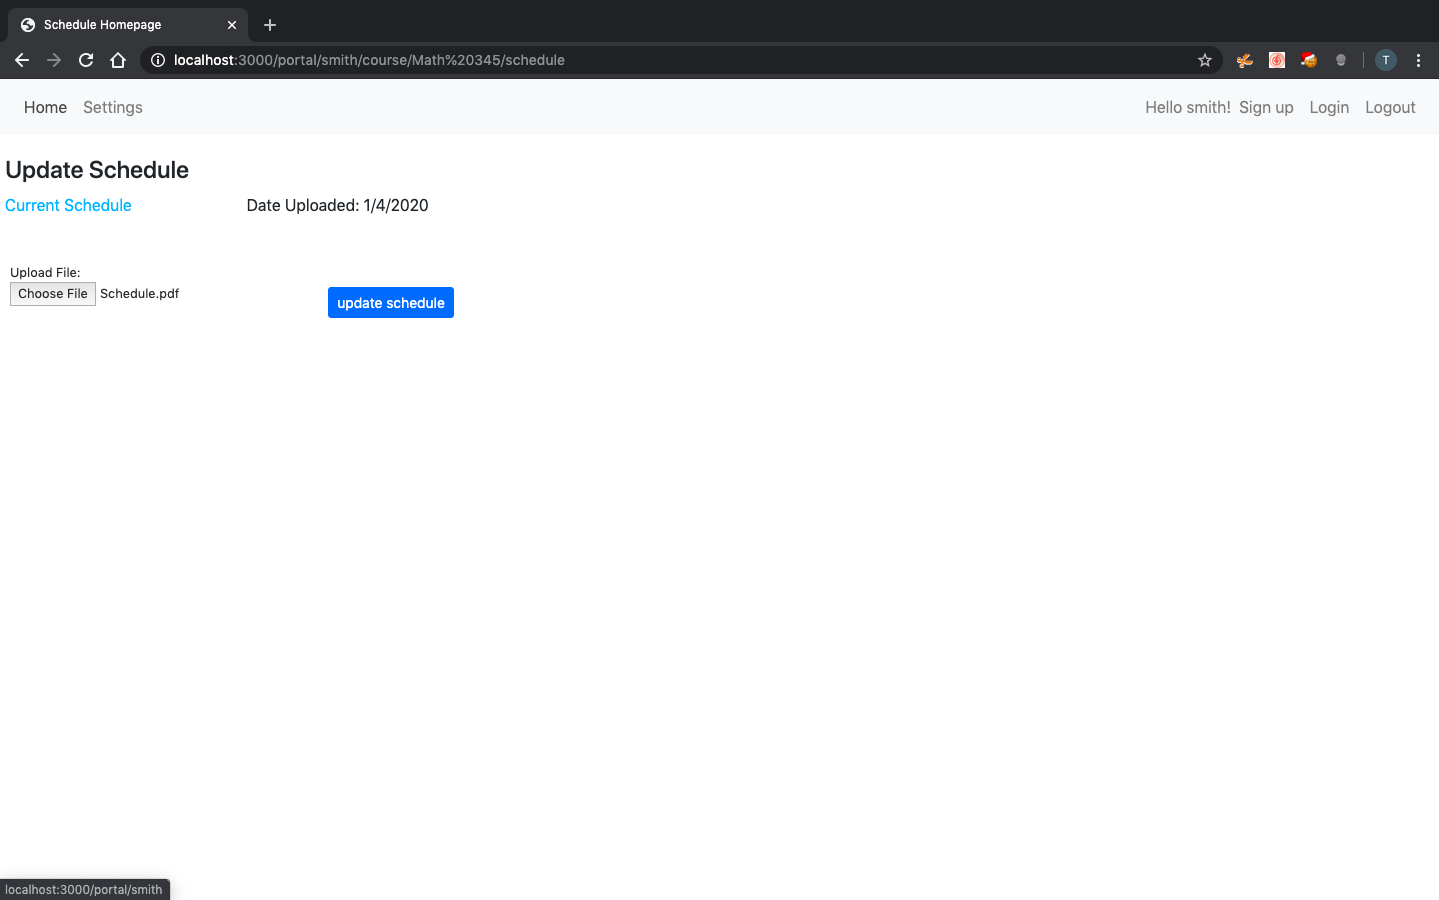 Schedule Homepage
localhost:3000/portal/smith/course/Math%20345/schedule
T
Home Settings Hello smith! Sign up Login Logout
Update Schedule
Current Schedule Date Uploaded: 1/4/2020
Upload File:
Choose File Schedule.pdf
update schedule
localhost:3000/portal/smith